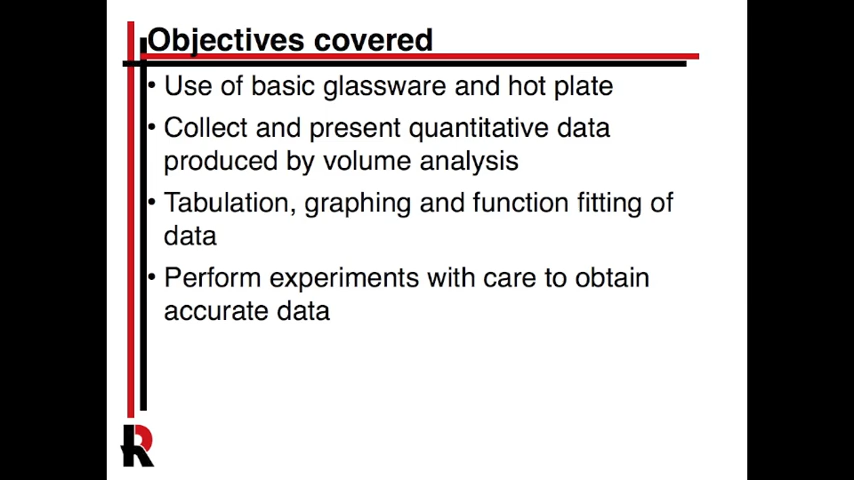 Objectives covered
• Use of basic glassware and hot plate
• Collect and present quantitative data
produced by volume analysis
• Tabulation, graphing and function fitting of
data
• Perform experiments with care to obtain
accurate data
R